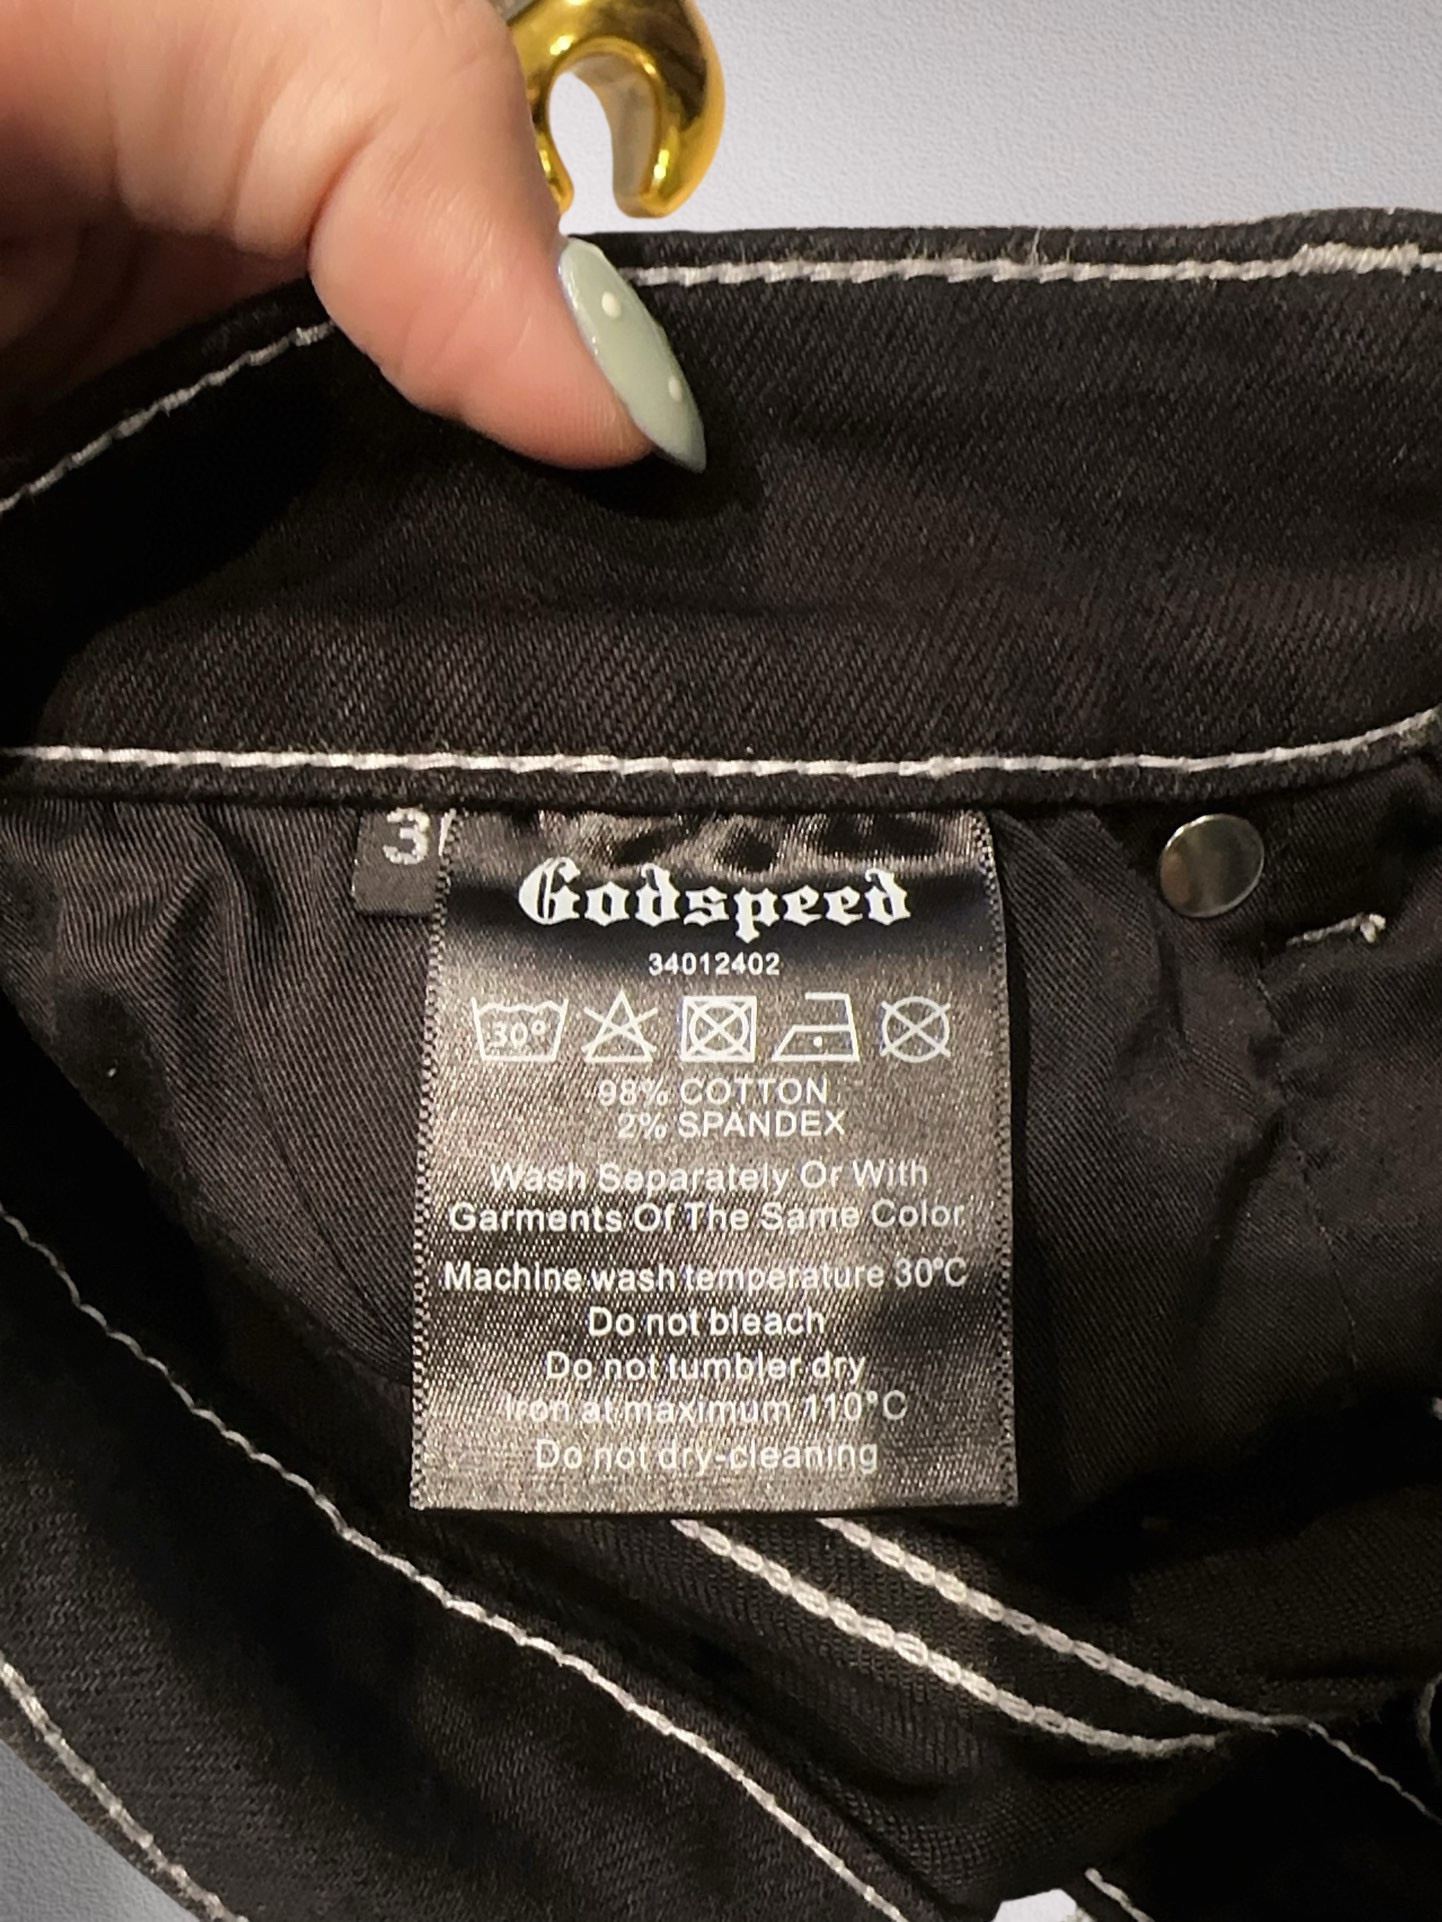 Godspeed
34012402
30°
98% COTTON
2% SPANDEX
Wash Separately Or With
Garments Of The Same Color
Machine wash temperature 30°C
Do not bleach
Do not tumbler dry
Iron at maximum 110°C
Do not dry-cleaning